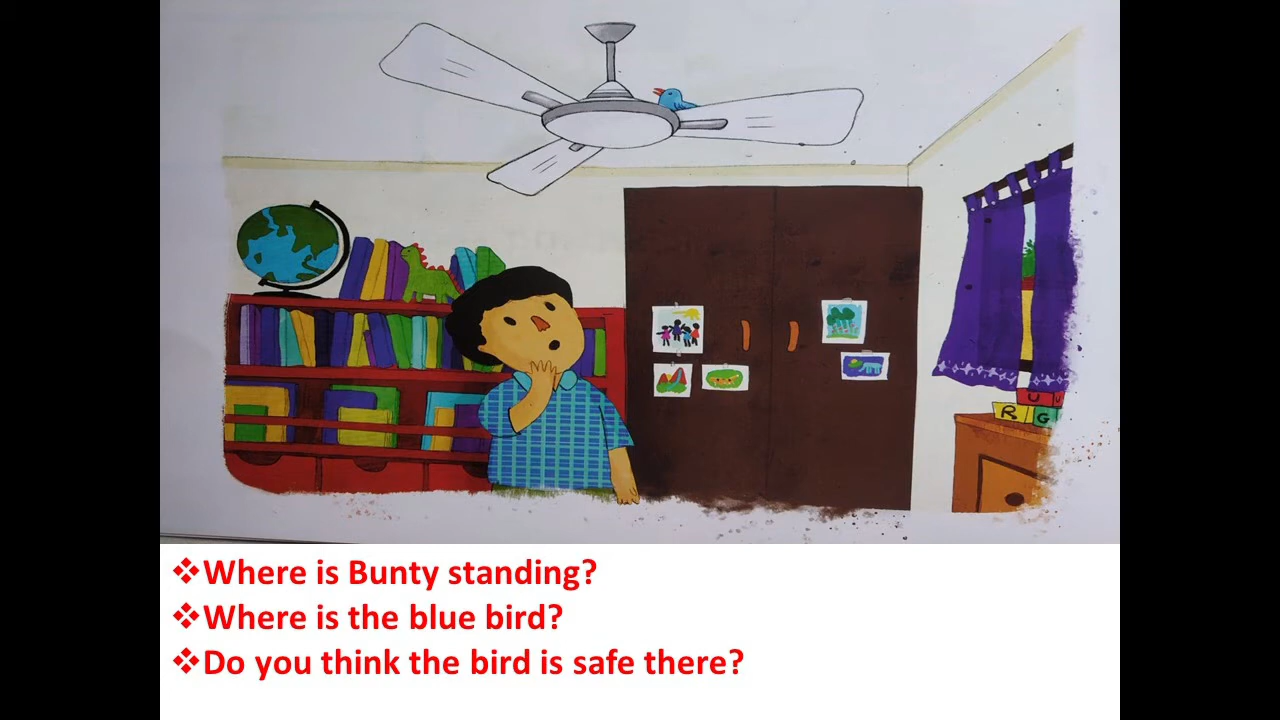 R U G
❖Where is Bunty standing?
❖Where is the blue bird?
❖Do you think the bird is safe there?